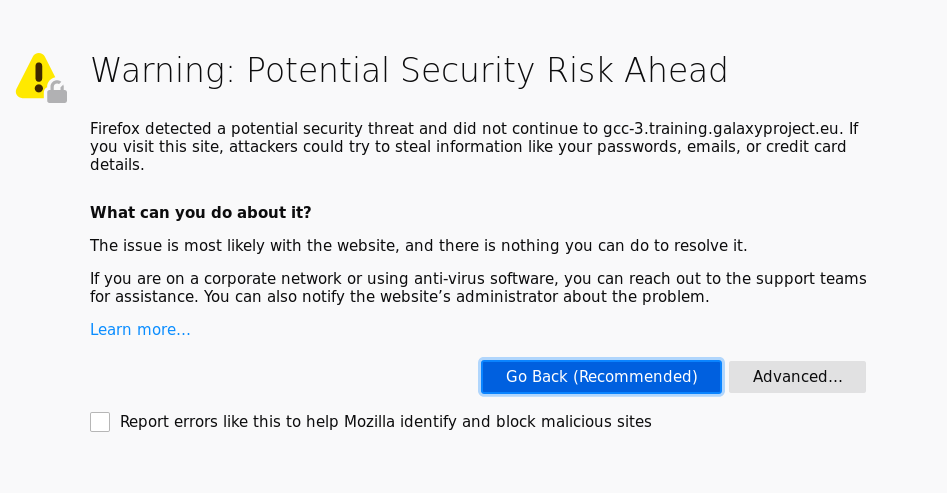 Warning: Potential Security Risk Ahead
Firefox detected a potential security threat and did not continue to gcc-3.training.galaxyproject.eu. If
you visit this site, attackers could try to steal information like your passwords, emails, or credit card
details.
What can you do about it?
The issue is most likely with the website, and there is nothing you can do to resolve it.
If you are on a corporate network or using anti-virus software, you can reach out to the support teams
for assistance. You can also notify the website’s administrator about the problem.
Learn more…
Go Back (Recommended) Advanced…
Report errors like this to help Mozilla identify and block malicious sites